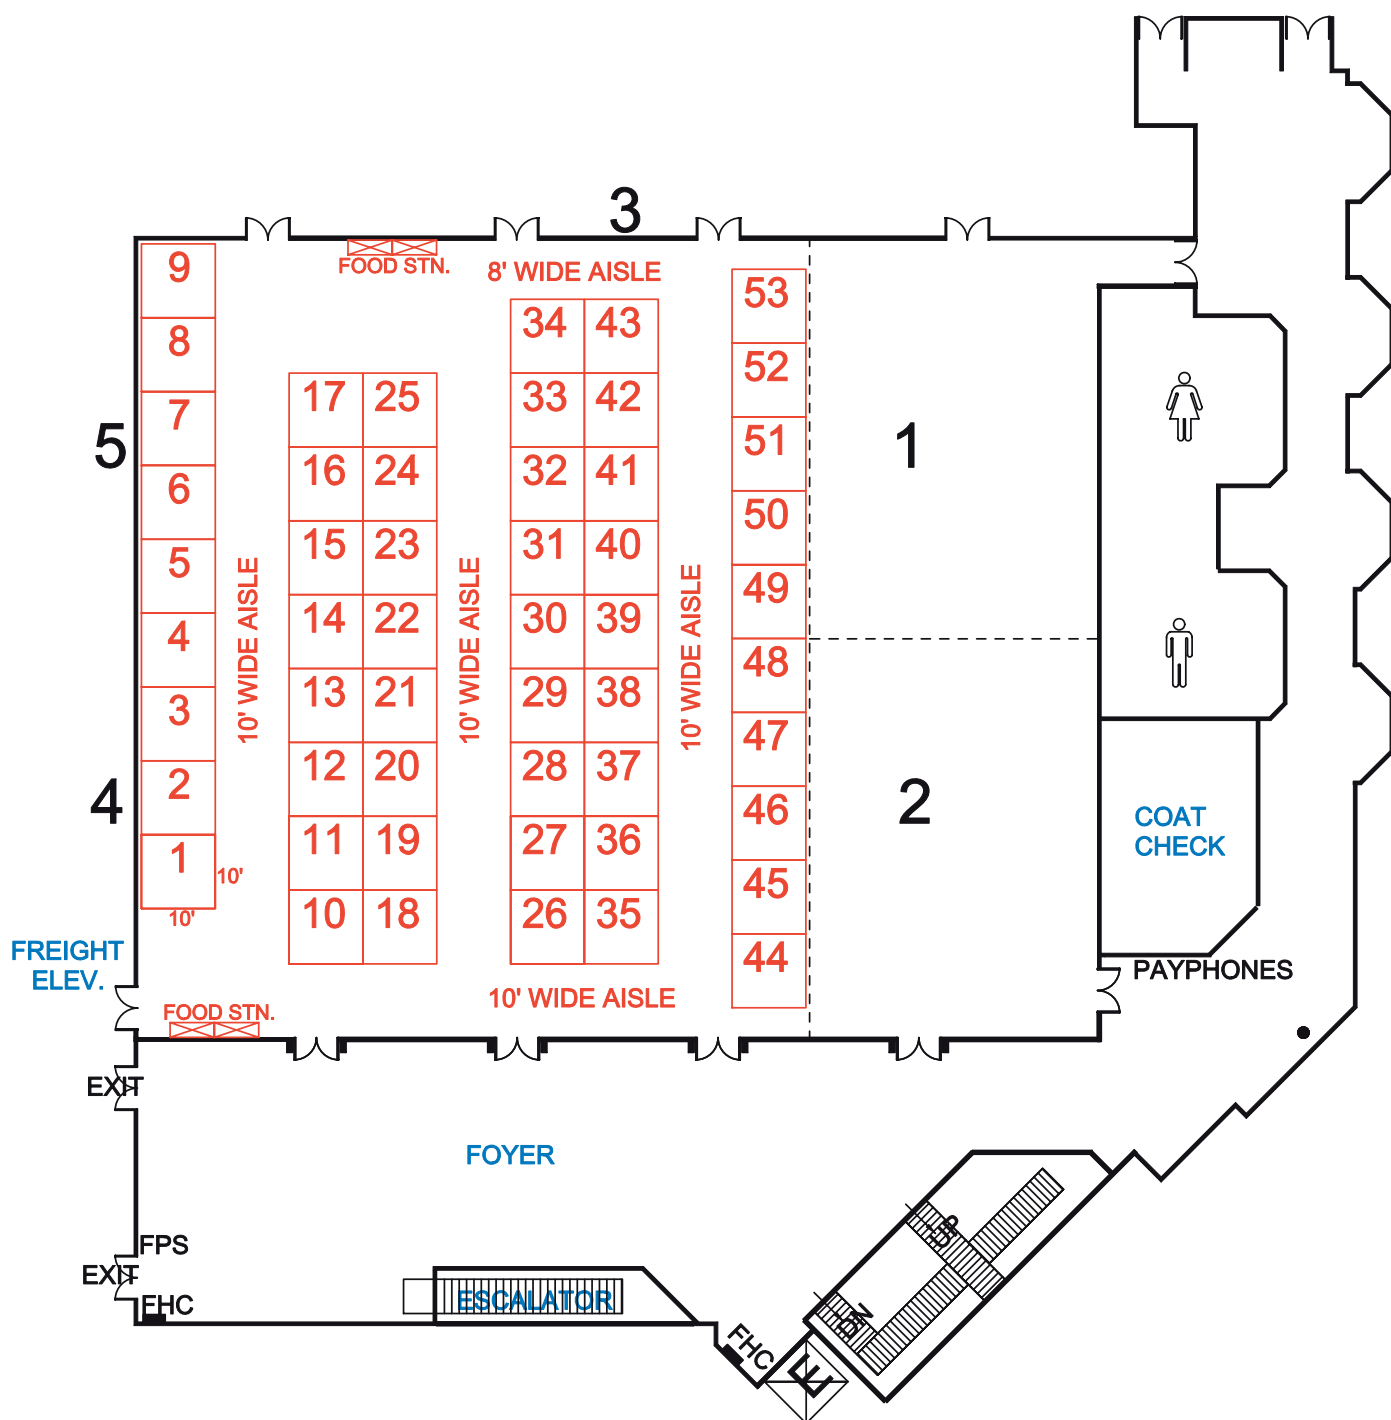 3
9
FOOD STN.
8' WIDE AISLE
53
34 43
8
52
17 25
33 42
7
5
51
1
16 24
32 41
6
50
15 23
31 40
5
49
10' WIDE AISLE
10' WIDE AISLE
10' WIDE AISLE
14 22
30 39
4
48
13 21
29 38
3
47
12 20
28 37
2
4
46
2
COAT
CHECK
11 19
27 36
1
10'
10'
45
10 18
26 35
44
FREIGHT
ELEV.
PAYPHONES
10' WIDE AISLE
FOOD STN.
EXIT
FOYER
UP
FPS
EXIT
FHC
ESCALATOR
DN
FHC
E